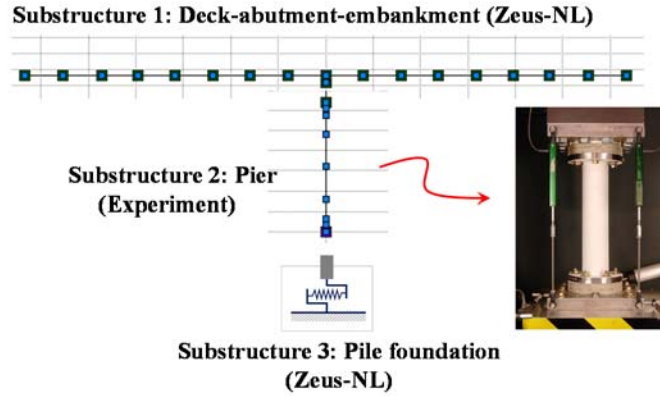 Substructure 1: Deck-abutment-embankment (Zeus-NL)
Substructure 2: Pier
(Experiment)
Substructure 3: Pile foundation
(Zeus-NL)